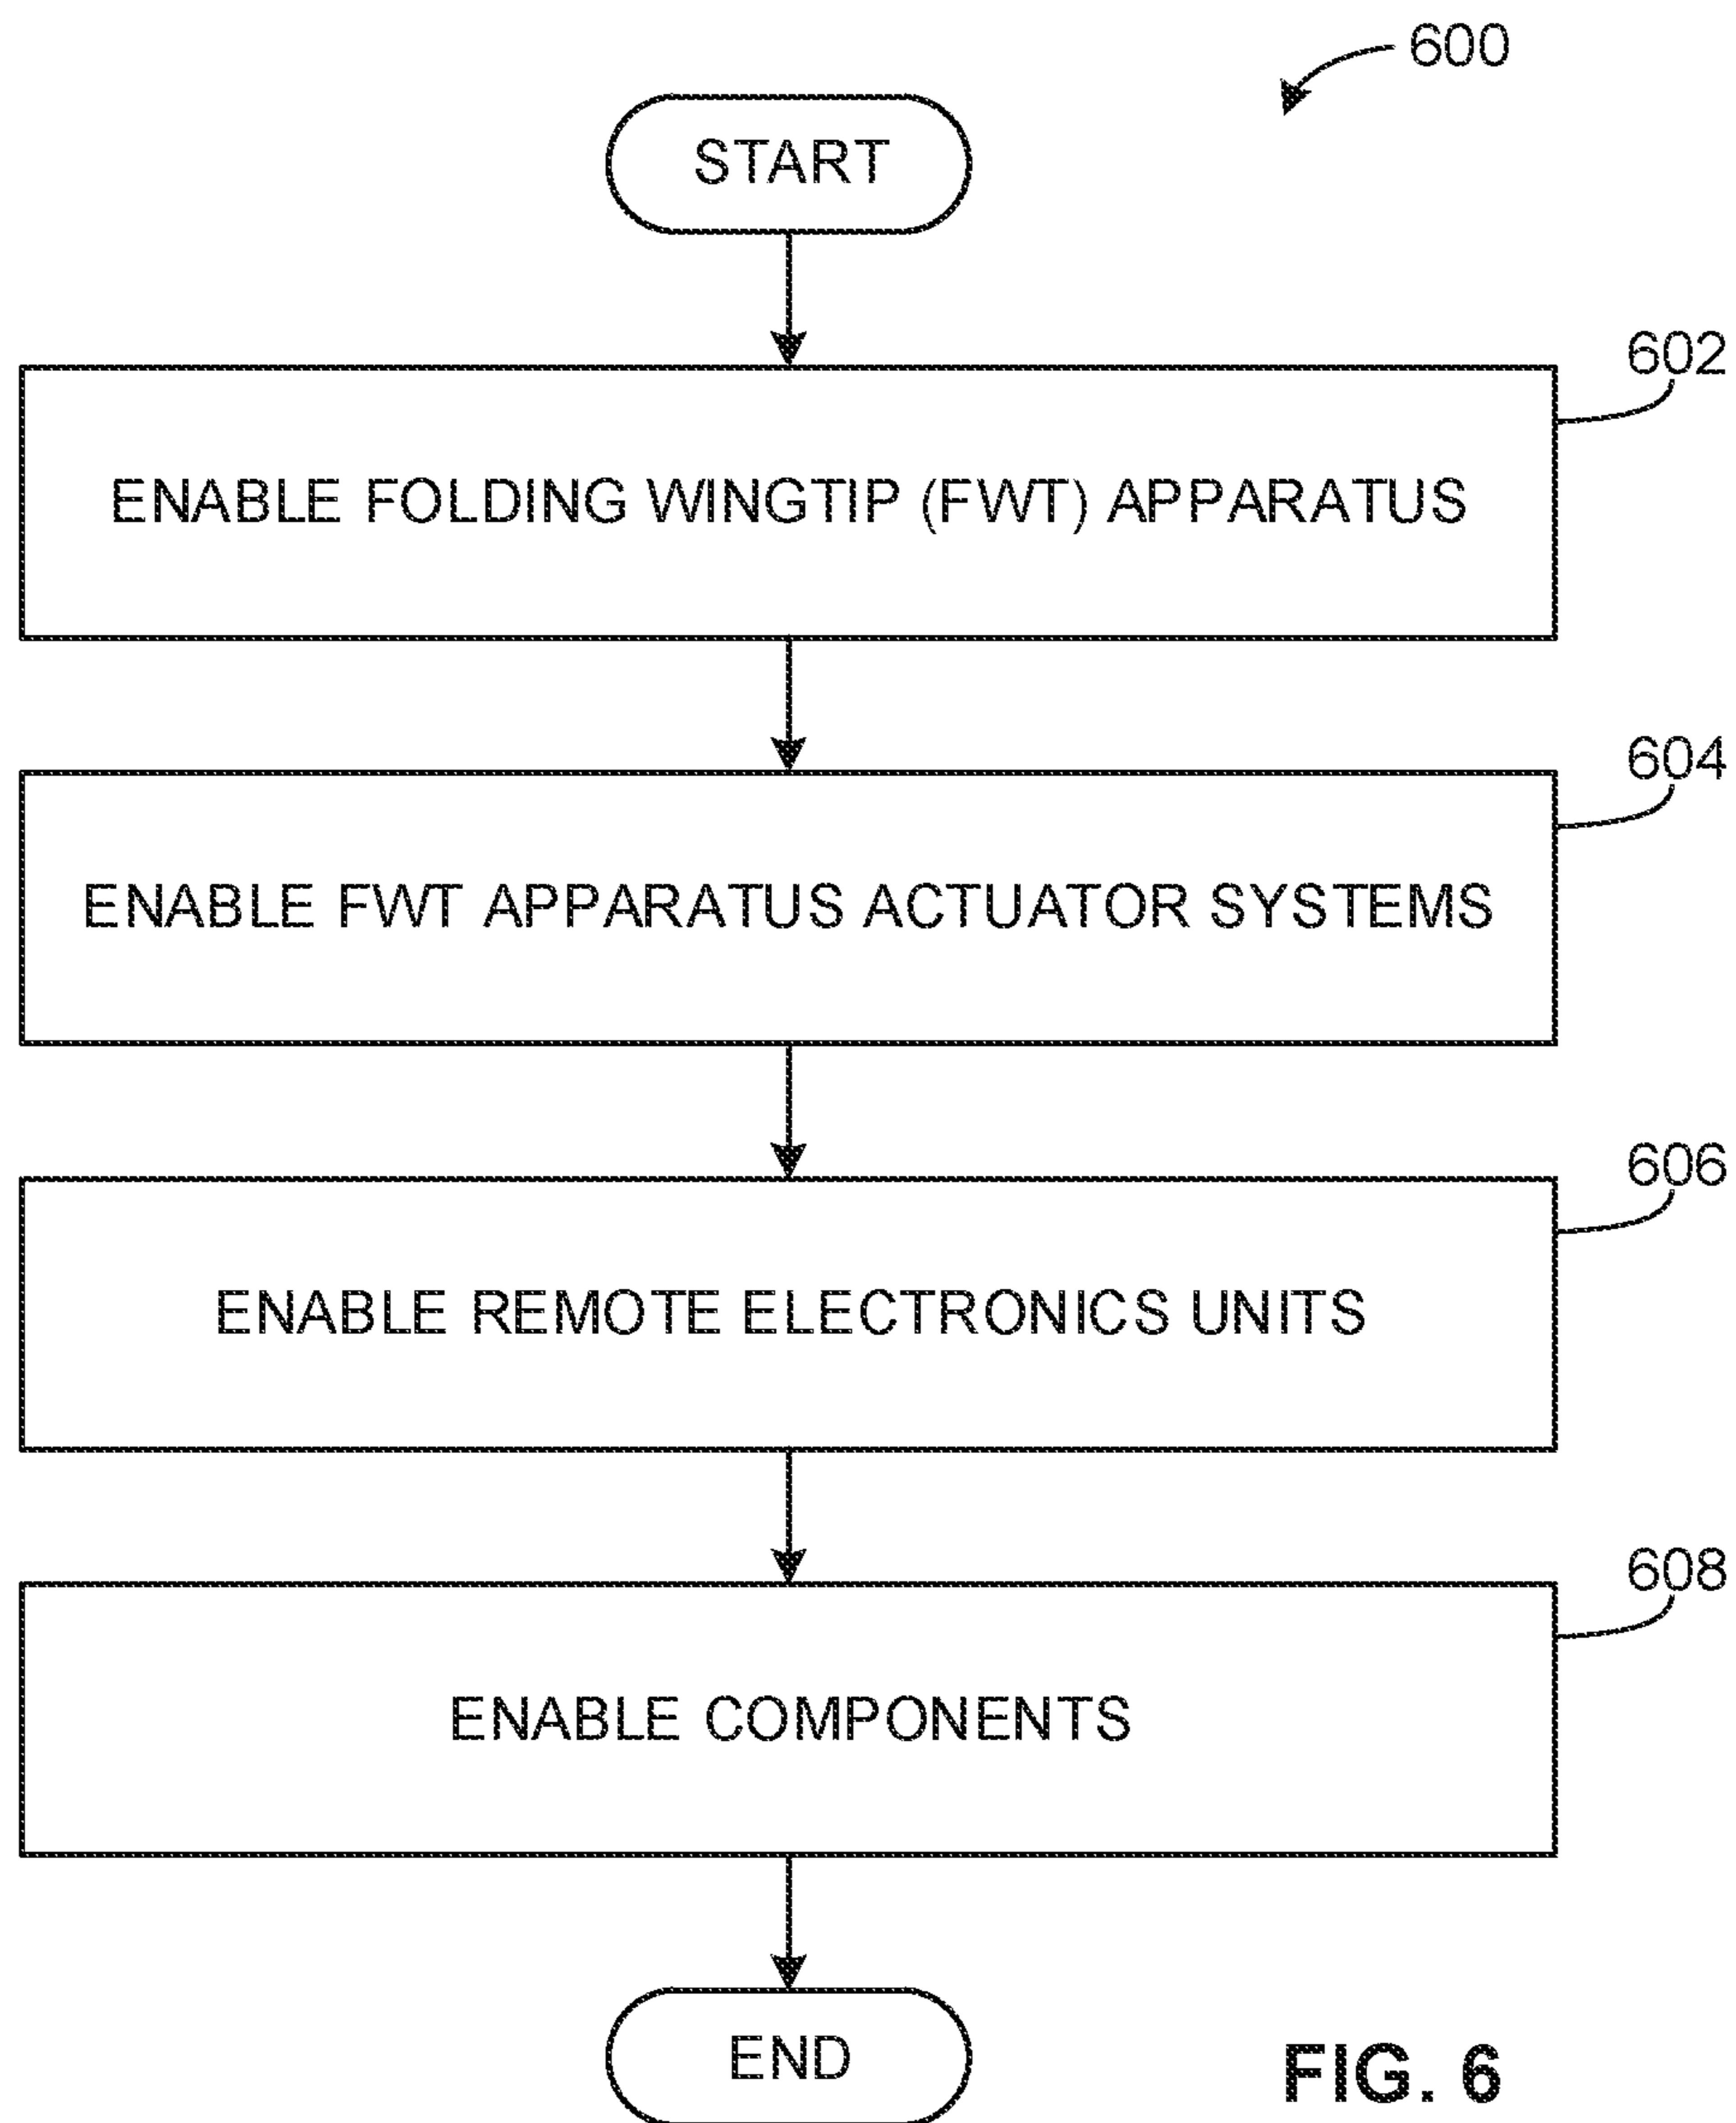 600
START
602
ENABLE FOLDING WINGTIP (FWT) APPARATUS
604
ENABLE FWT APPARATUS ACTUATOR SYSTEMS
606
ENABLE REMOTE ELECTRONICS UNITS
608
ENABLE COMPONENTS
END
FIG. 6